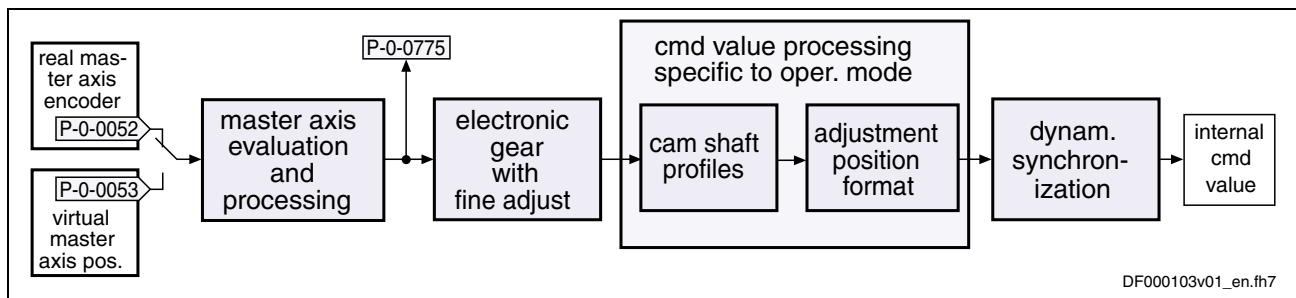 real mas-
ter axis
encoder
P-0-0052
P-0-0053
virtual
master
axis pos.
master axis
evaluation
and
processing
P-0-0775
electronic
gear
with
fine adjust
cmd value processing
specific to oper. mode
cam shaft
profiles
adjustment
position
format
dynam.
synchron-
ization
internal
cmd
value
DF000103v01_en.fh7